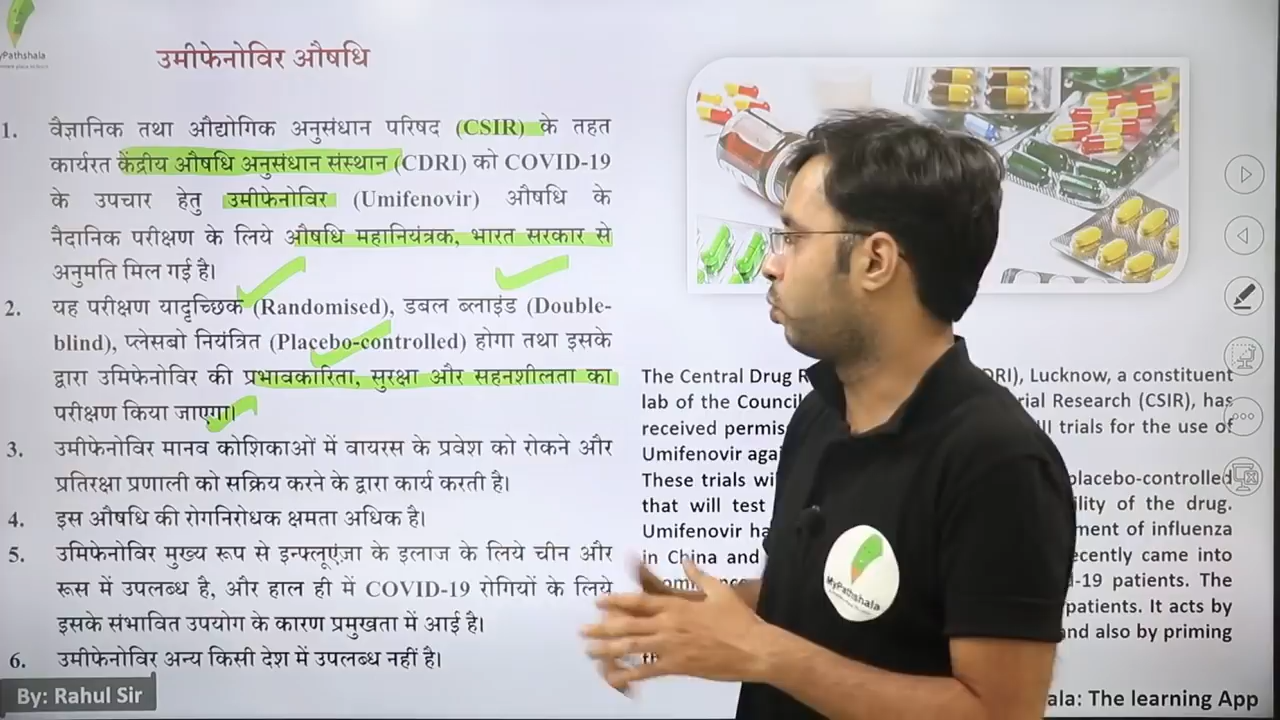 MyPathshala
उमीफेनोविर औषधि
1. वैज्ञानिक तथा औद्योगिक अनुसंधान परिषद (CSIR) के तहत
कार्यरत केंद्रीय औषधि अनुसंधान संस्थान (CDRI) को COVID-19
के उपचार हेतु उमीफेनोविर (Umifenovir) औषधि के
नैदानिक परीक्षण के लिये औषधि महानियंत्रक, भारत सरकार से
अनुमति मिल गई है।
2. यह परीक्षण यादृच्छिक (Randomised), डबल ब्लाइंड (Double-
blind), प्लेसबो नियंत्रित (Placebo-controlled) होगा तथा इसके
द्वारा उमिफेनोविर की प्रभावकारिता, सुरक्षा और सहनशीलता का
परीक्षण किया जाएगा।
3. उमीफेनोविर मानव कोशिकाओं में वायरस के प्रवेश को रोकने और
प्रतिरक्षा प्रणाली को सक्रिय करने के द्वारा कार्य करती है।
4. इस औषधि की रोगनिरोधक क्षमता अधिक है।
5. उमिफेनोविर मुख्य रूप से इन्फ्लूएंज़ा के इलाज के लिये चीन और
रूस में उपलब्ध है, और हाल ही में COVID-19 रोगियों के लिये
इसके संभावित उपयोग के कारण प्रमुखता में आई है।
6. उमीफेनोविर अन्य किसी देश में उपलब्ध नहीं है।
By: Rahul Sir
The Central Drug DRI), Lucknow, a constituent
lab of the Council rial Research (CSIR), has
received III trials for the use of
Umifenovir
These trials placebo-controlled
that will test ility of the drug.
Umifenovir ment of influenza
in China and ecently came into
-19 patients. The
patients. It acts by
and also by priming
MyPathshala
ala: The learning App